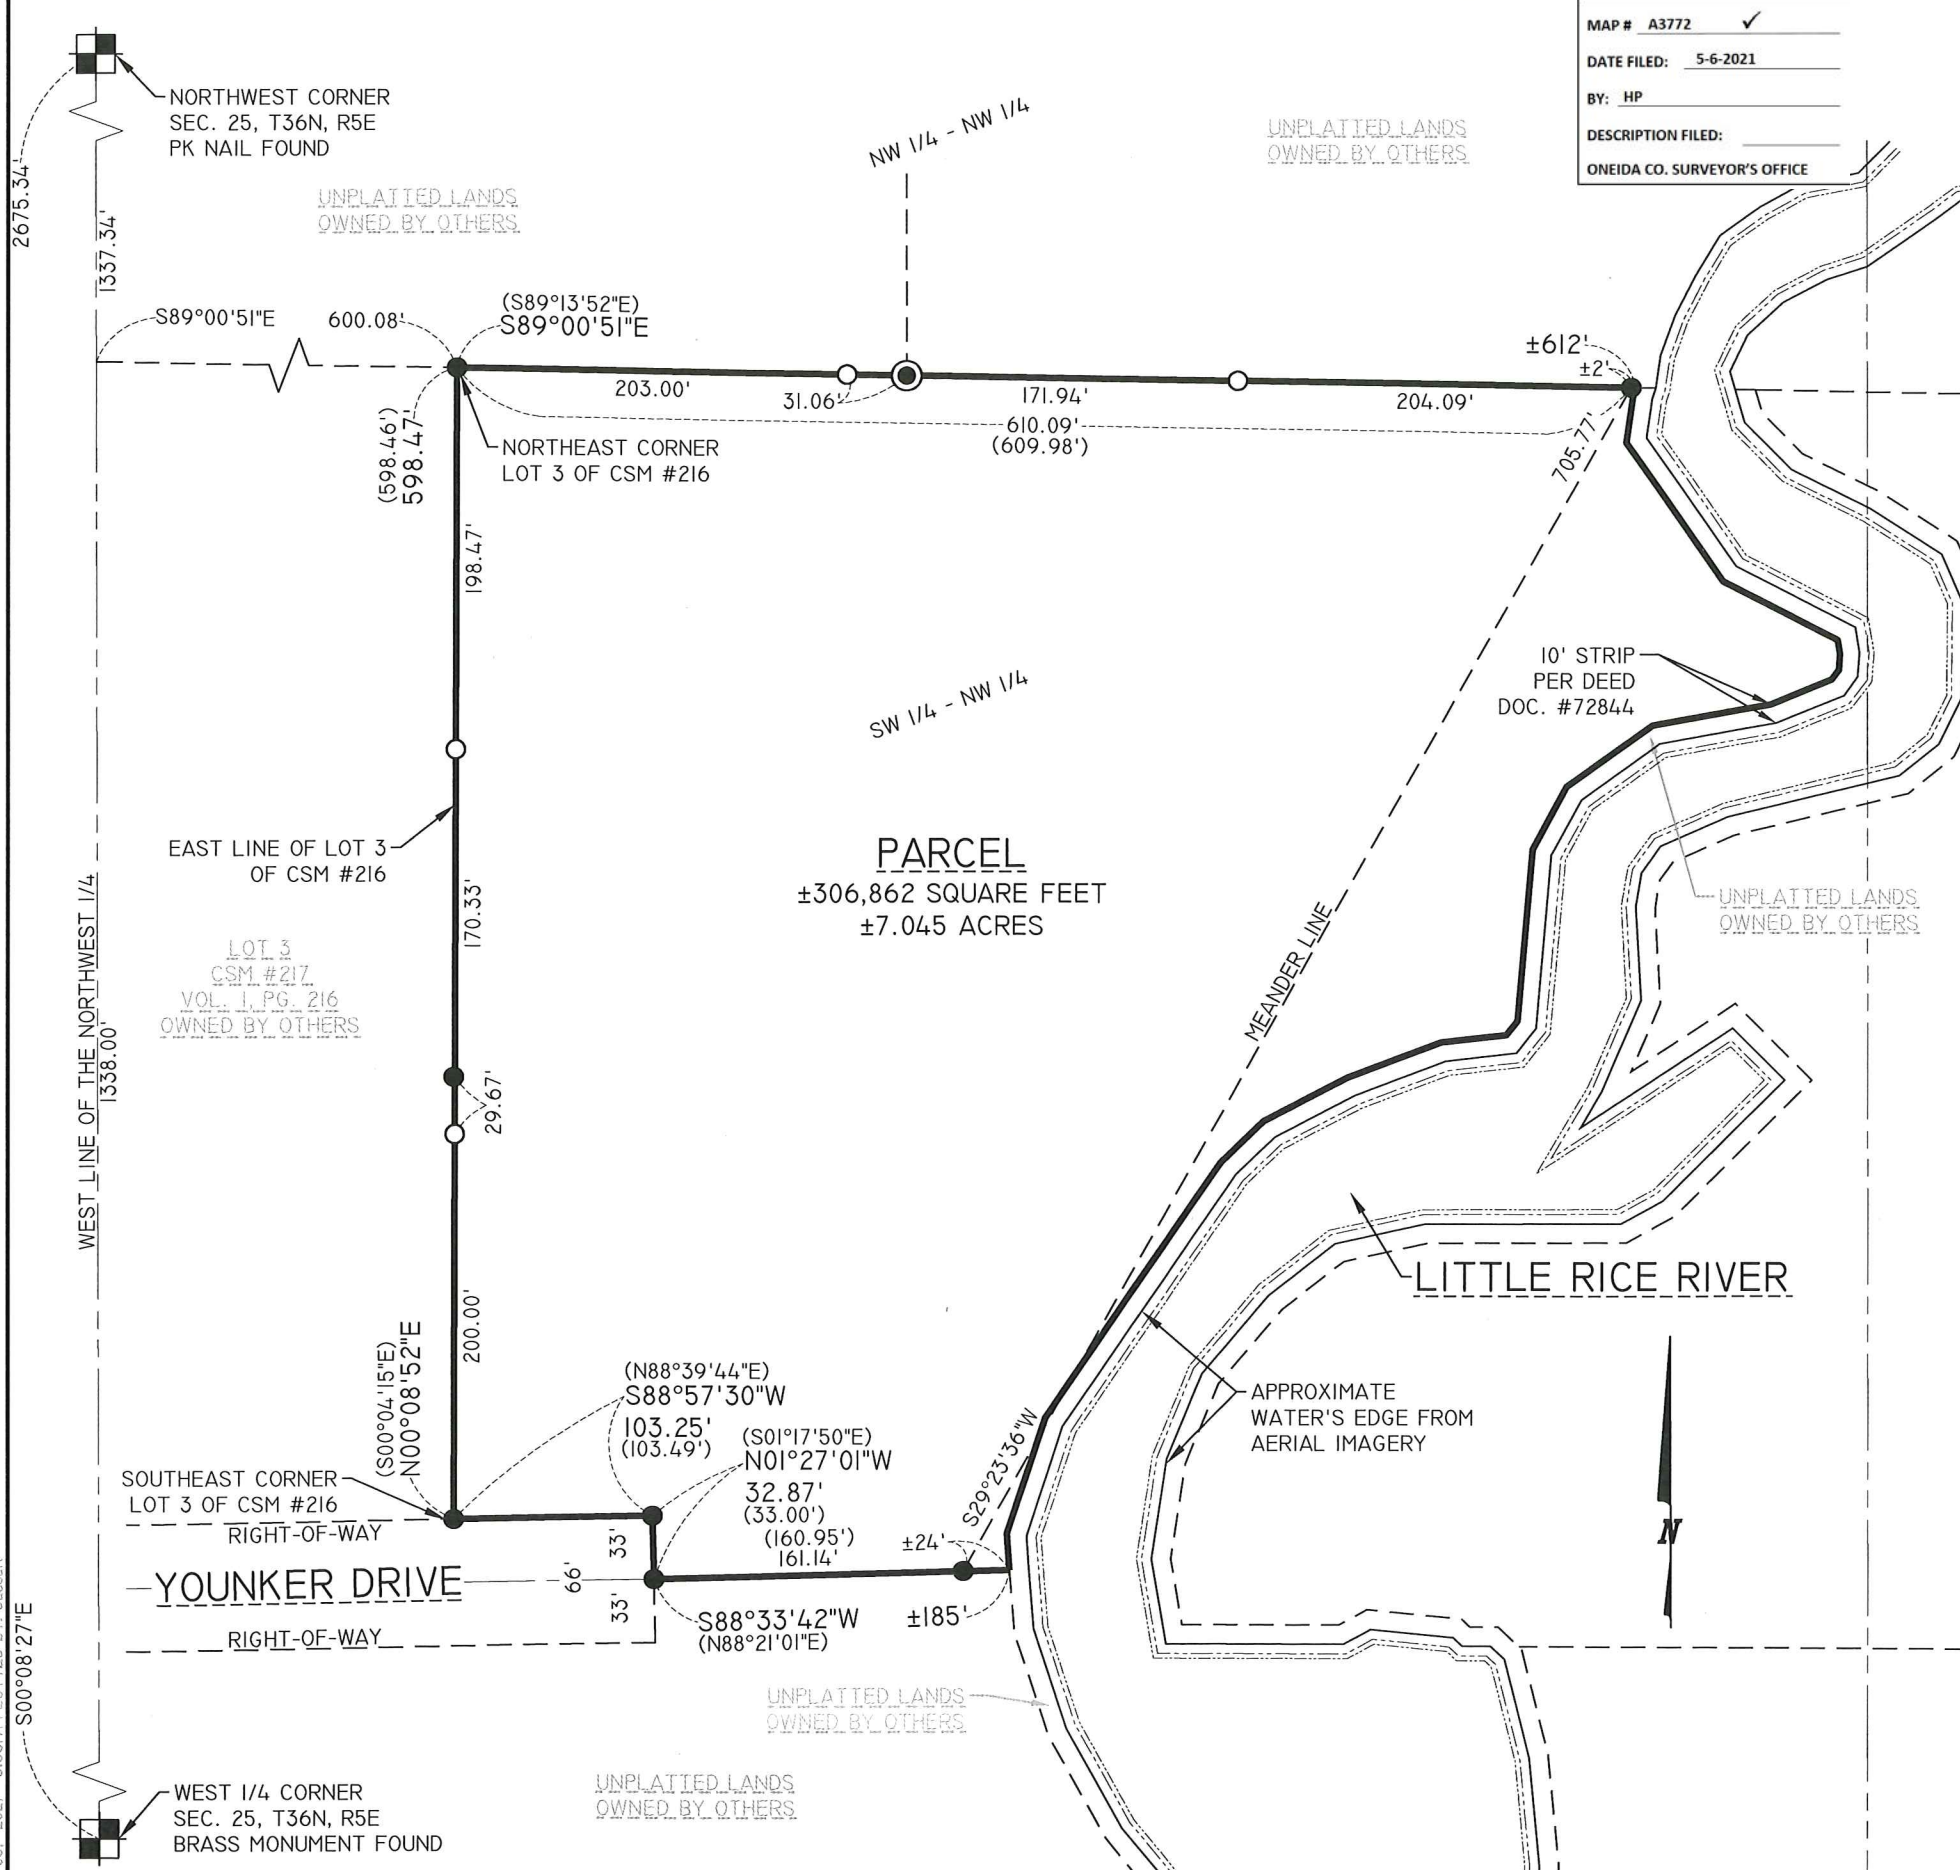 MAP # A3772 ✓
DATE FILED: 5-6-2021
BY: HP
DESCRIPTION FILED:
ONEIDA CO. SURVEYOR'S OFFICE
NORTHWEST CORNER
SEC. 25, T36N, R5E
PK NAIL FOUND
2675.34'
1337.34'
UNPLATTED LANDS
OWNED BY OTHERS
NW 1/4 - NW 1/4
UNPLATTED LANDS
OWNED BY OTHERS
S89°00'51"E
600.08'
(S89°13'52"E)
S89°00'51"E
±612'
±2'
203.00'
31.06'
171.94'
204.09'
610.09'
(609.98')
(598.46')
598.47'
NORTHEAST CORNER
LOT 3 OF CSM #216
705.77'
198.47'
10' STRIP
PER DEED
DOC. #72844
SW 1/4 - NW 1/4
EAST LINE OF LOT 3
OF CSM #216
PARCEL
±306,862 SQUARE FEET
±7.045 ACRES
170.33'
UNPLATTED LANDS
OWNED BY OTHERS
LOT 3
CSM #217
VOL. 1, PG. 216
OWNED BY OTHERS
WEST LINE OF THE NORTHWEST 1/4
1338.00'
MEANDER LINE
29.67'
LITTLE RICE RIVER
200.00'
(S00°04'15"E)
N00°08'52"E
(N88°39'44"E)
S88°57'30"W
103.25'
(103.49')
(S01°17'50"E)
N01°27'01"W
32.87'
(33.00')
(160.95')
161.14'
±24'
S29°23'36"W
APPROXIMATE
WATER'S EDGE FROM
AERIAL IMAGERY
SOUTHEAST CORNER
LOT 3 OF CSM #216
RIGHT-OF-WAY
33'
YOUNKER DRIVE
66'
33'
N
S88°33'42"W
(N88°21'01"E)
±185'
RIGHT-OF-WAY
S00°08'27"E
UNPLATTED LANDS
OWNED BY OTHERS
UNPLATTED LANDS
OWNED BY OTHERS
WEST 1/4 CORNER
SEC. 25, T36N, R5E
BRASS MONUMENT FOUND